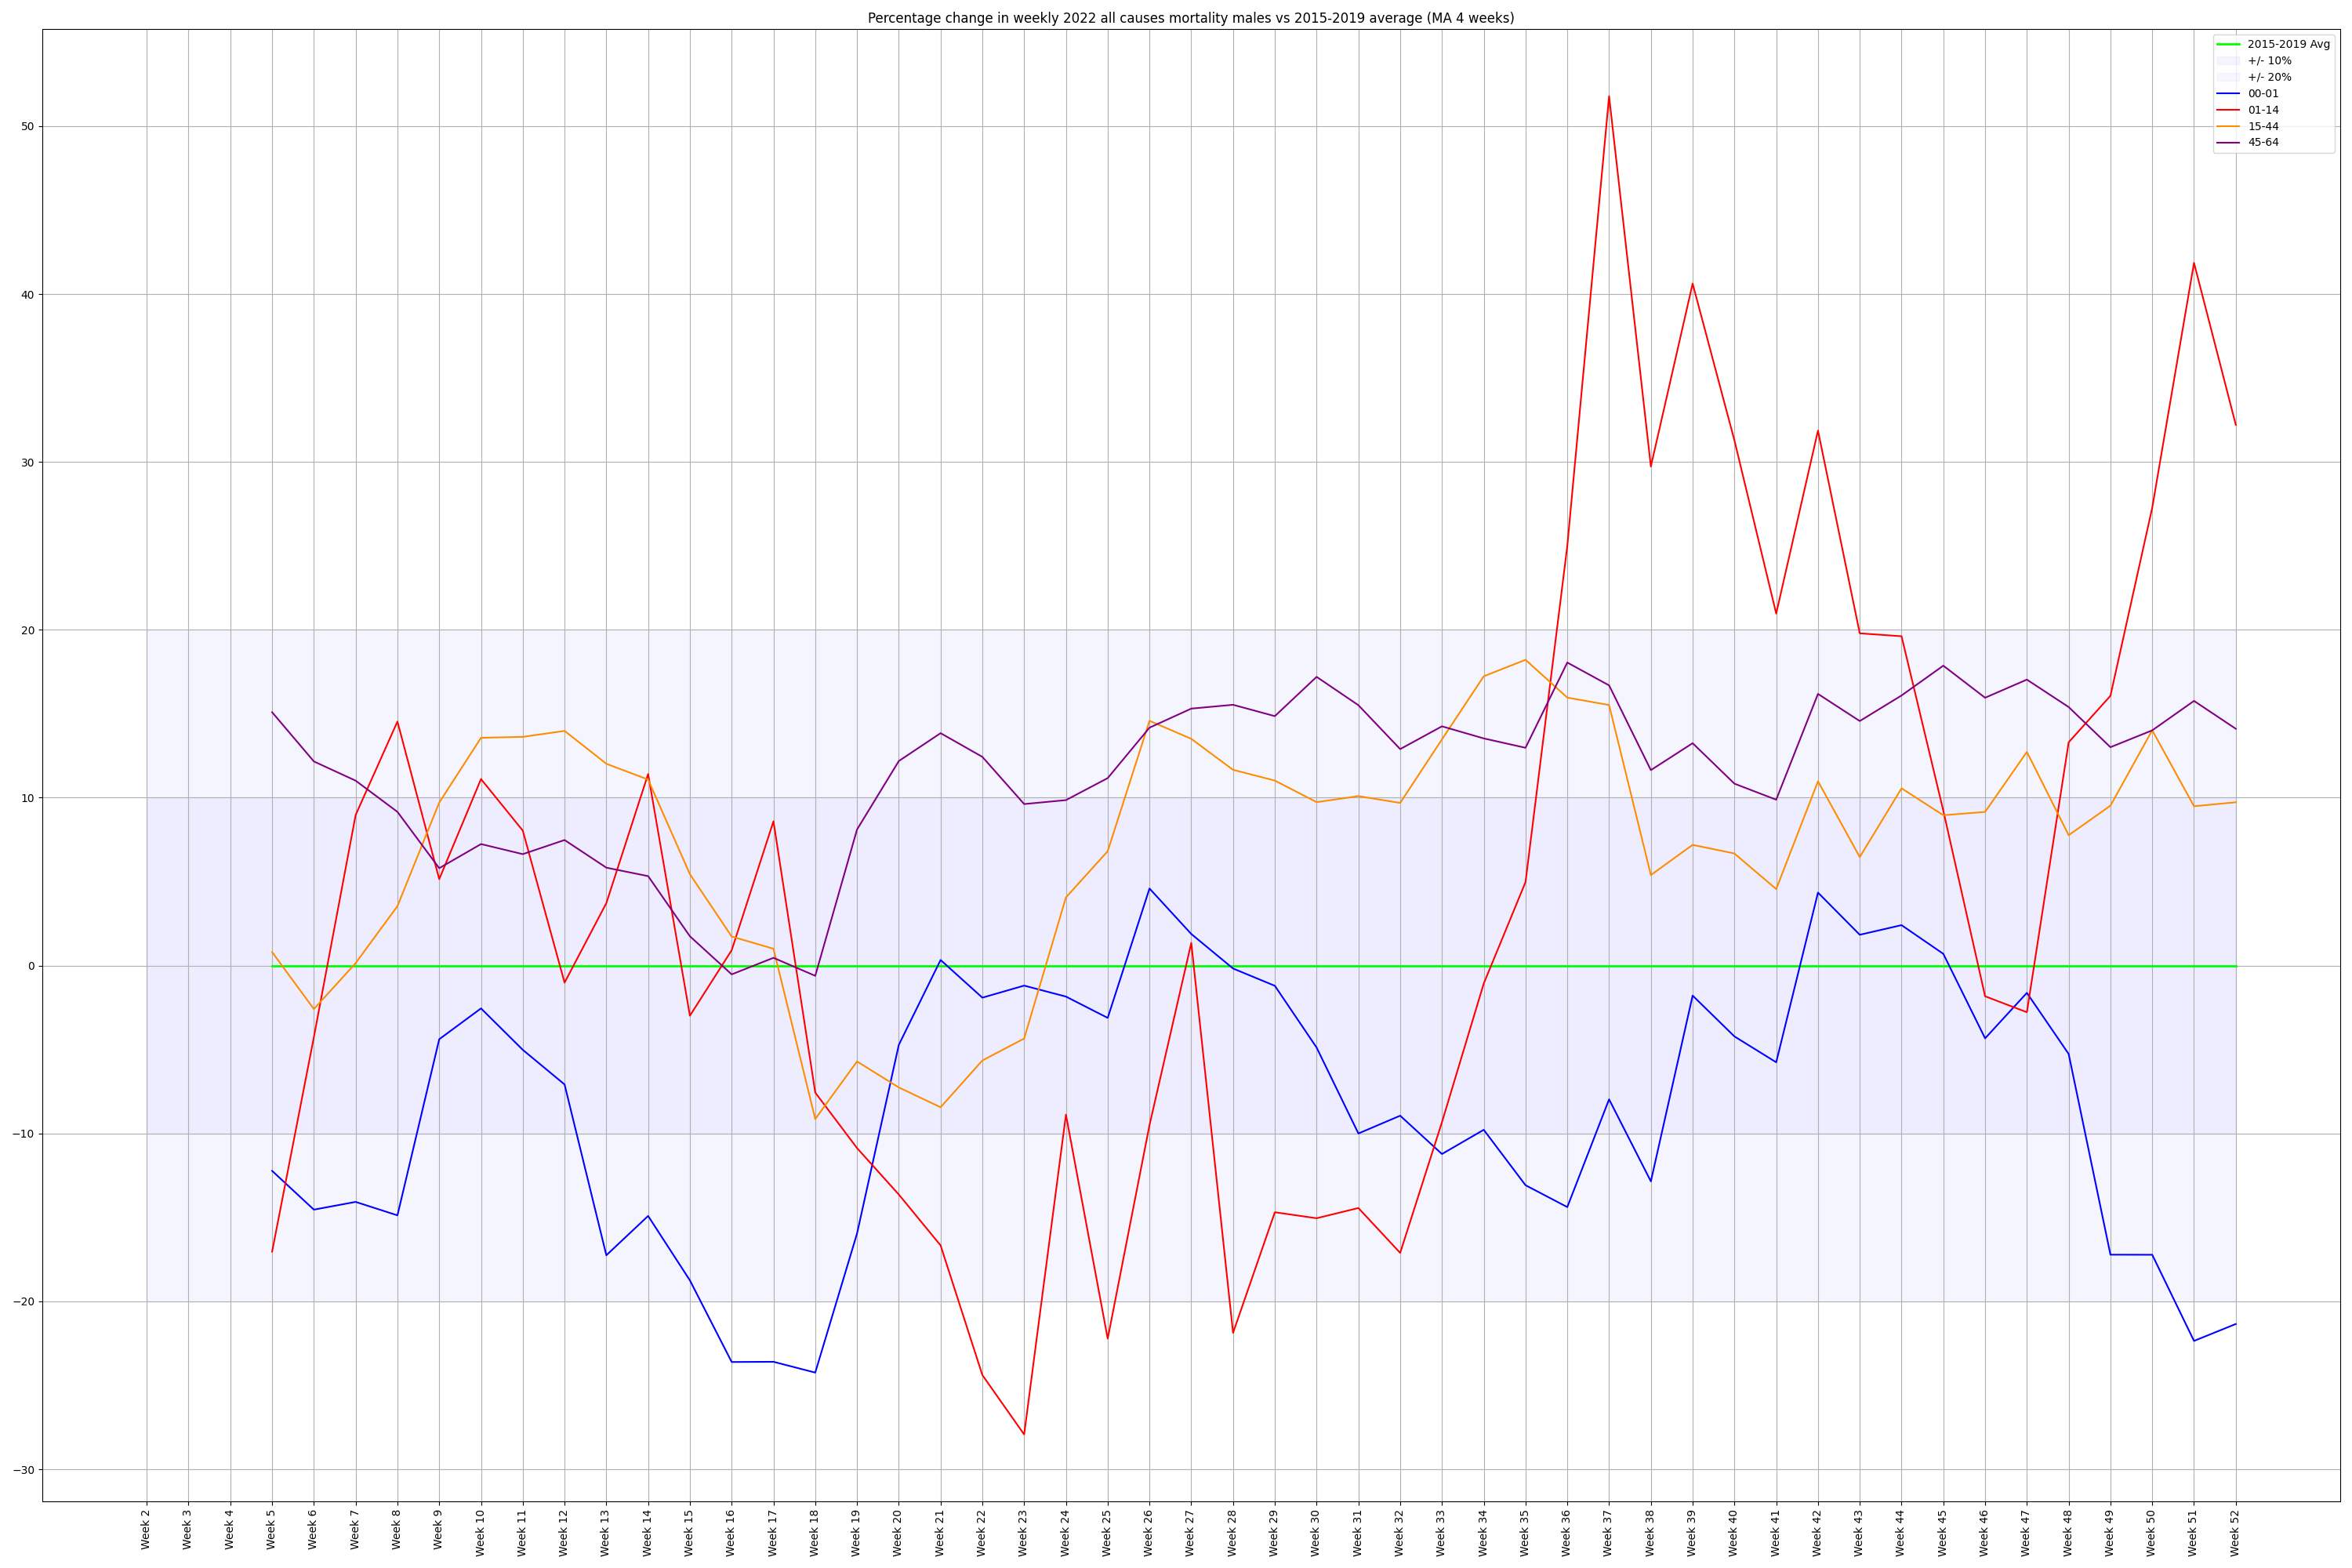 Percentage change in weekly 2022 all causes mortality males vs 2015-2019 average (MA 4 weeks)
2015-2019 Avg
+/- 10%
+/- 20%
00-01
01-14
15-44
45-64
50
40
30
20
10
0
−10
−20
−30
Week 2
Week 3
Week 4
Week 5
Week 6
Week 7
Week 8
Week 9
Week 10
Week 11
Week 12
Week 13
Week 14
Week 15
Week 16
Week 17
Week 18
Week 19
Week 20
Week 21
Week 22
Week 23
Week 24
Week 25
Week 26
Week 27
Week 28
Week 29
Week 30
Week 31
Week 32
Week 33
Week 34
Week 35
Week 36
Week 37
Week 38
Week 39
Week 40
Week 41
Week 42
Week 43
Week 44
Week 45
Week 46
Week 47
Week 48
Week 49
Week 50
Week 51
Week 52